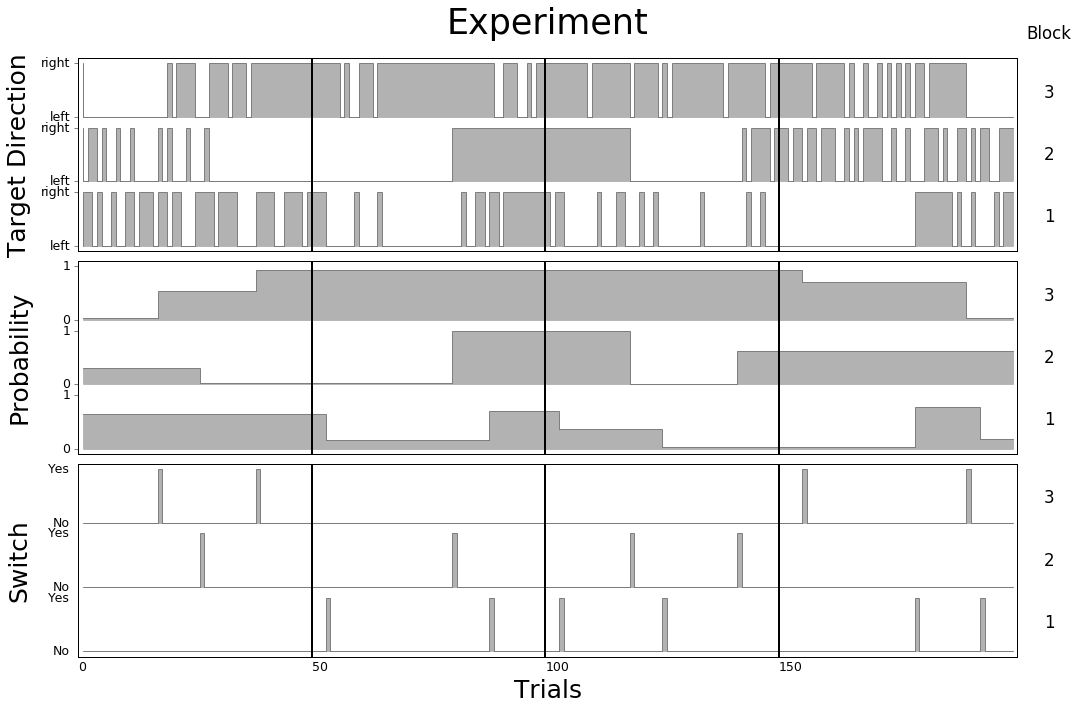 Experiment
Block
Target Direction
right
left
3
right
left
2
right
left
1
Probability
1
0
3
1
0
2
1
0
1
Switch
Yes
No
3
Yes
No
2
Yes
No
1
0 50 100 150
Trials